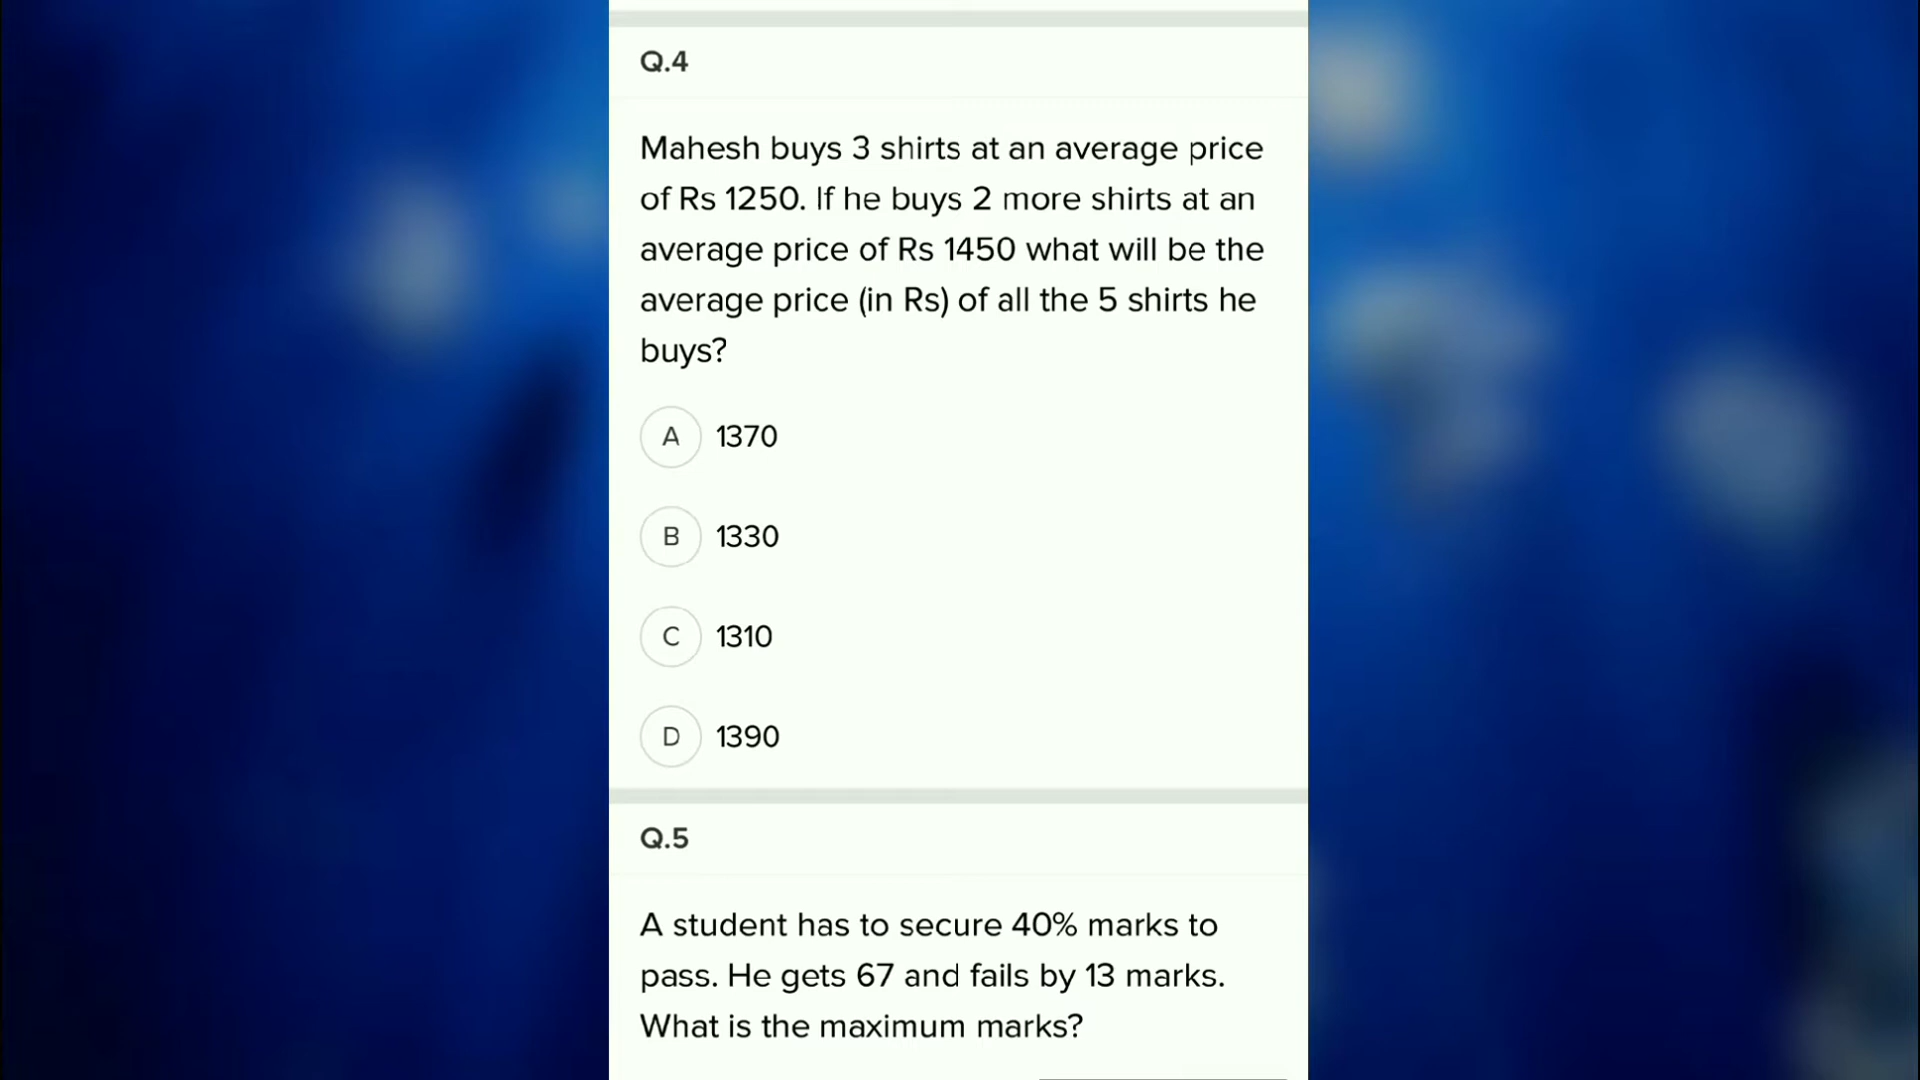 Q.4
Mahesh buys 3 shirts at an average price
of Rs 1250. If he buys 2 more shirts at an
average price of Rs 1450 what will be the
average price (in Rs) of all the 5 shirts he
buys?
A 1370
B 1330
C 1310
D 1390
Q.5
A student has to secure 40% marks to
pass. He gets 67 and fails by 13 marks.
What is the maximum marks?